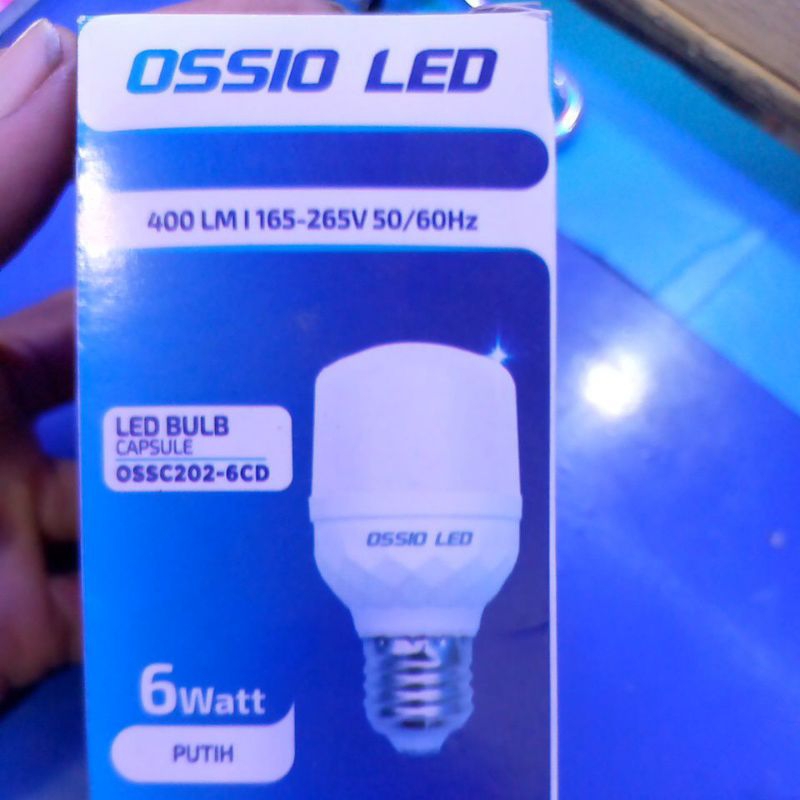 OSSIO LED
400 LM | 165-265V 50/60Hz
LED BULB
CAPSULE
OSSC202-6CD
OSSIO LED
6Watt
PUTIH